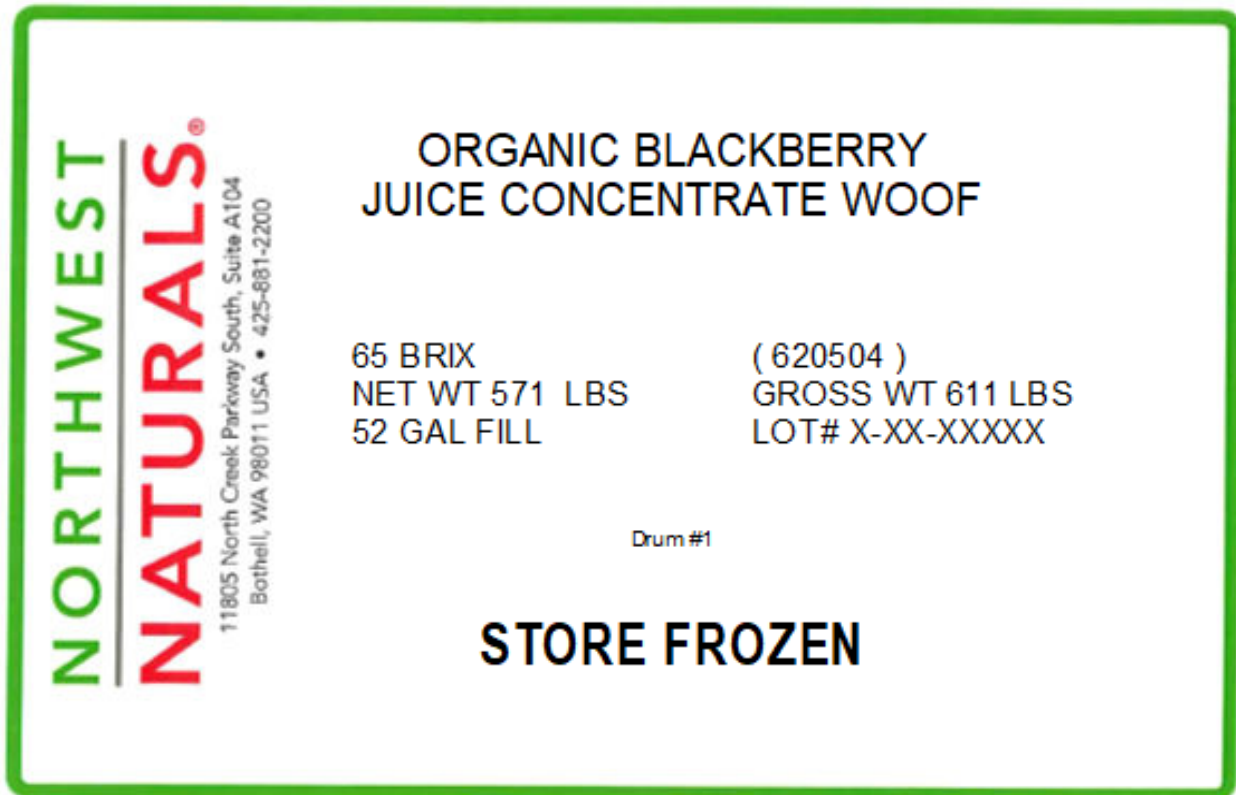 NORTHWEST
NATURALS®
11805 North Creek Parkway South, Suite A104
Bothell, WA 98011 USA • 425-881-2200
ORGANIC BLACKBERRY
JUICE CONCENTRATE WOOF
65 BRIX ( 620504 )
NET WT 571 LBS GROSS WT 611 LBS
52 GAL FILL LOT# X-XX-XXXXX
Drum #1
STORE FROZEN